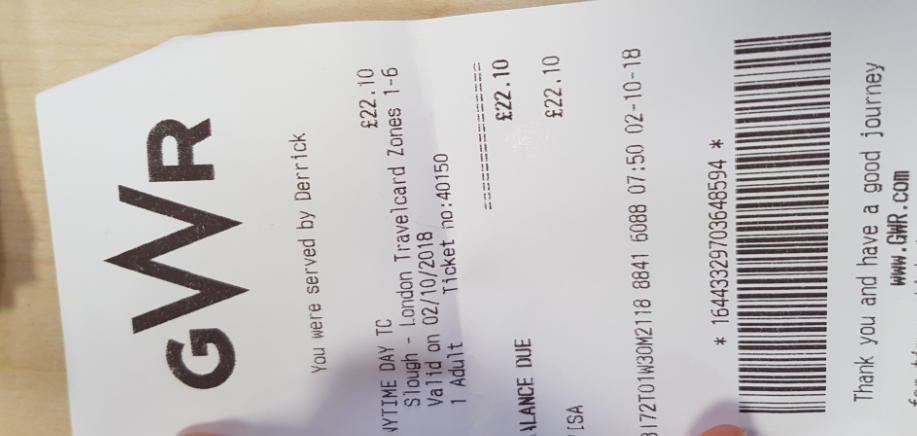 GWR
You were served by Derrick
NYTIME DAY TC £22.10
Slough - London Travelcard Zones 1-6
Valid on 02/10/2018
1 Adult Ticket no:40150
================
ALANCE DUE £22.10
ISA £22.10
3172T01W30M2118 8841 6088 07:50 02-10-18
* 16443329703648594 *
Thank you and have a good journey
www.GWR.com